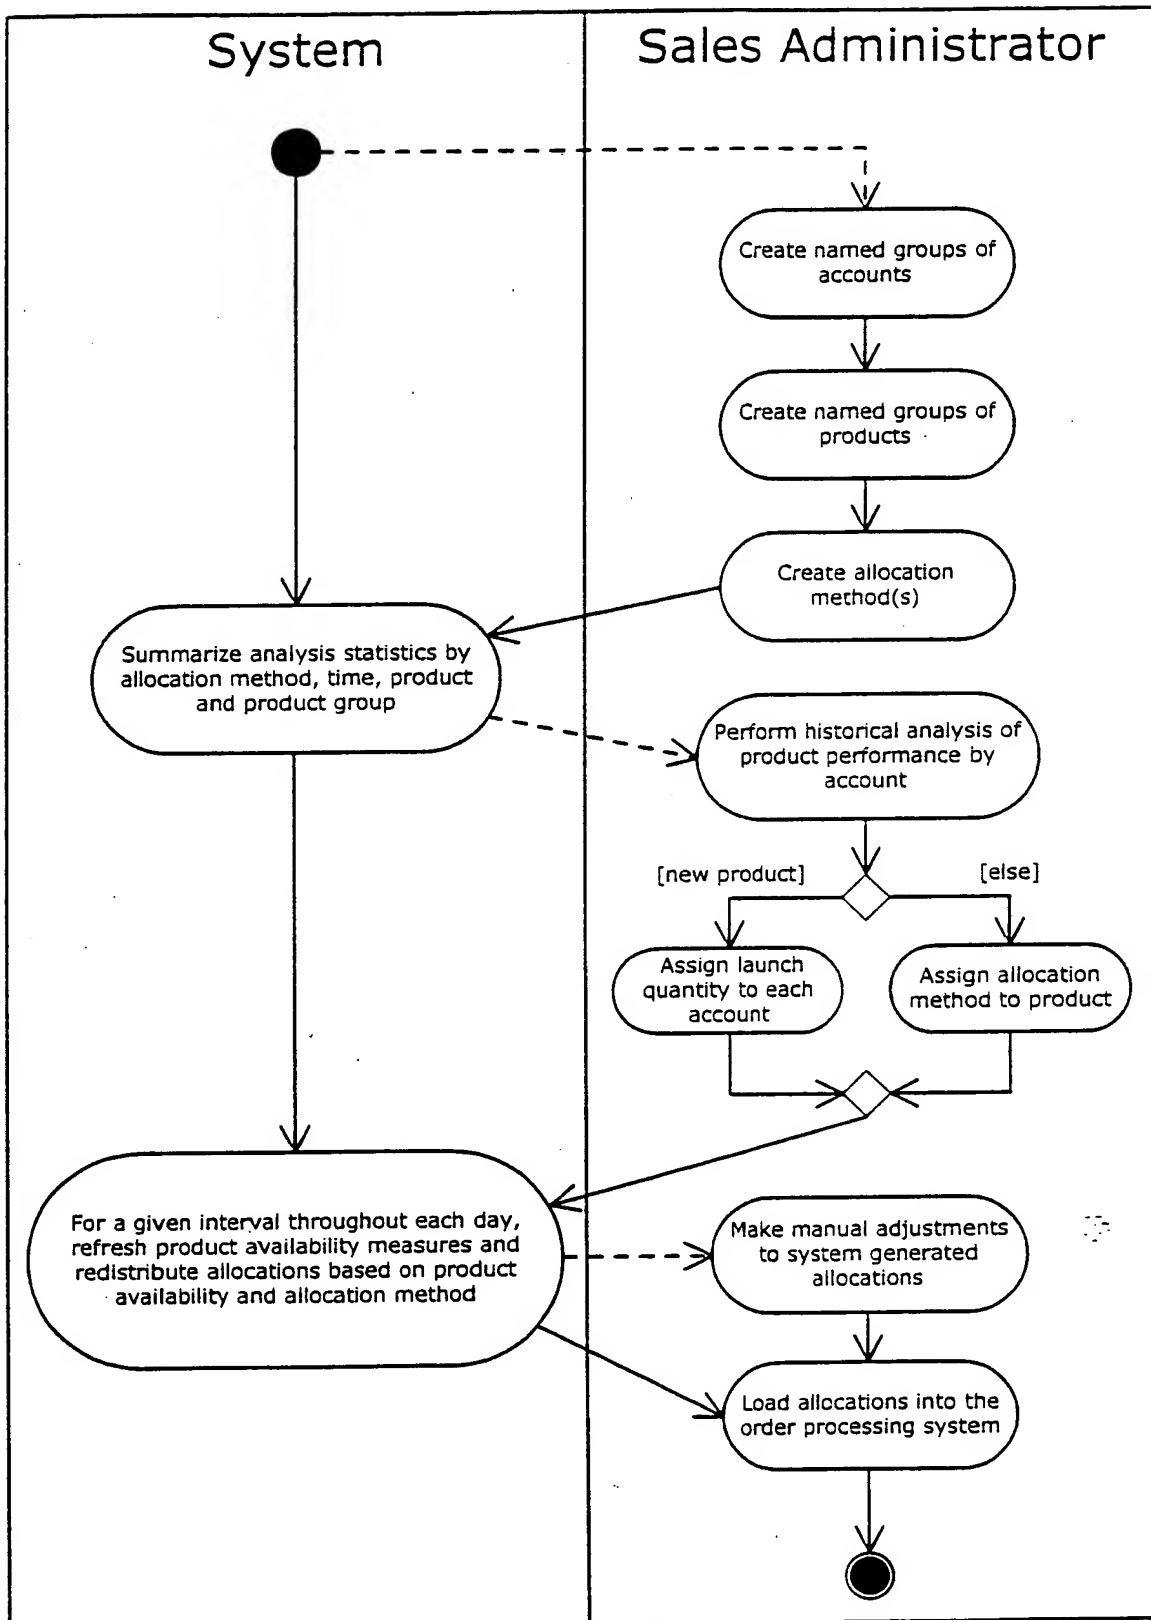 System
Sales Administrator
Create named groups of
accounts
Create named groups of
products
Create allocation
method(s)
Summarize analysis statistics by
allocation method, time, product
and product group
Perform historical analysis of
product performance by
account
[new product]
[else]
Assign launch
quantity to each
account
Assign allocation
method to product
For a given interval throughout each day,
refresh product availability measures and
redistribute allocations based on product
availability and allocation method
Make manual adjustments
to system generated
allocations
Load allocations into the
order processing system